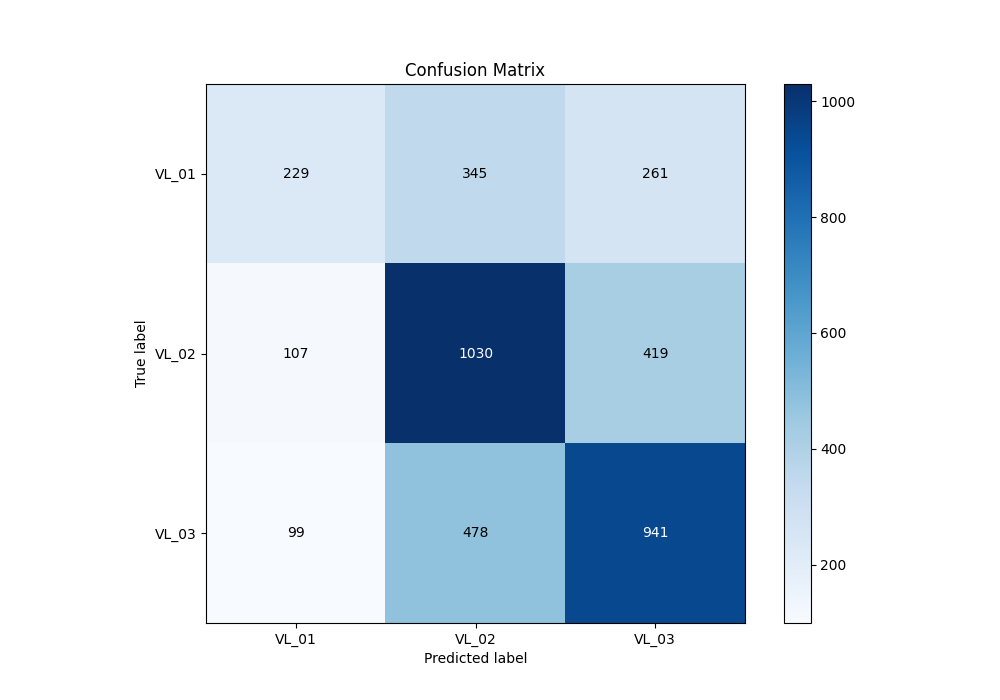 Confusion Matrix
VL_01
229
345
261
VL_02
107
1030
419
VL_03
99
478
941
VL_01
VL_02
VL_03
Predicted label
True label
1000
800
600
400
200